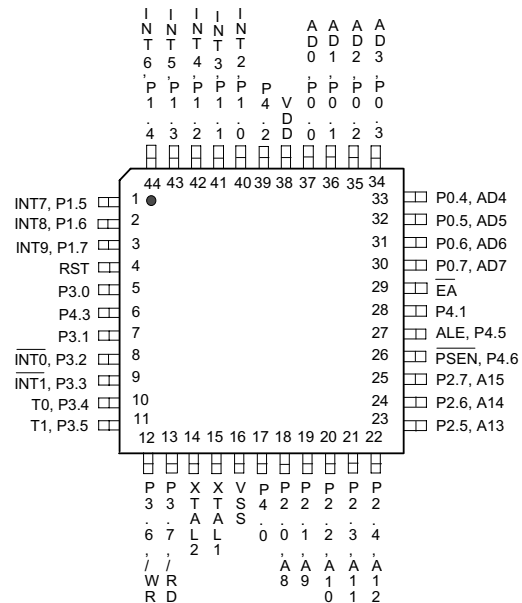 INT6, P1.4
INT5, P1.3
INT4, P1.2
INT3, P1.1
INT2, P1.0
P4.2
VDD
AD0, P0.0
AD1, P0.1
AD2, P0.2
AD3, P0.3
44 43 42 41 40 39 38 37 36 35 34
INT7, P1.5 1
INT8, P1.6 2
INT9, P1.7 3
RST 4
P3.0 5
P4.3 6
P3.1 7
INT0, P3.2 8
INT1, P3.3 9
T0, P3.4 10
T1, P3.5 11
33 P0.4, AD4
32 P0.5, AD5
31 P0.6, AD6
30 P0.7, AD7
29 EA
28 P4.1
27 ALE, P4.5
26 PSEN, P4.6
25 P2.7, A15
24 P2.6, A14
23 P2.5, A13
12 13 14 15 16 17 18 19 20 21 22
P3.6, /WR
P3.7, /RD
XTAL2
XTAL1
VSS
P4.0
P2.0, A8
P2.1, A9
P2.2, A10
P2.3, A11
P2.4, A12